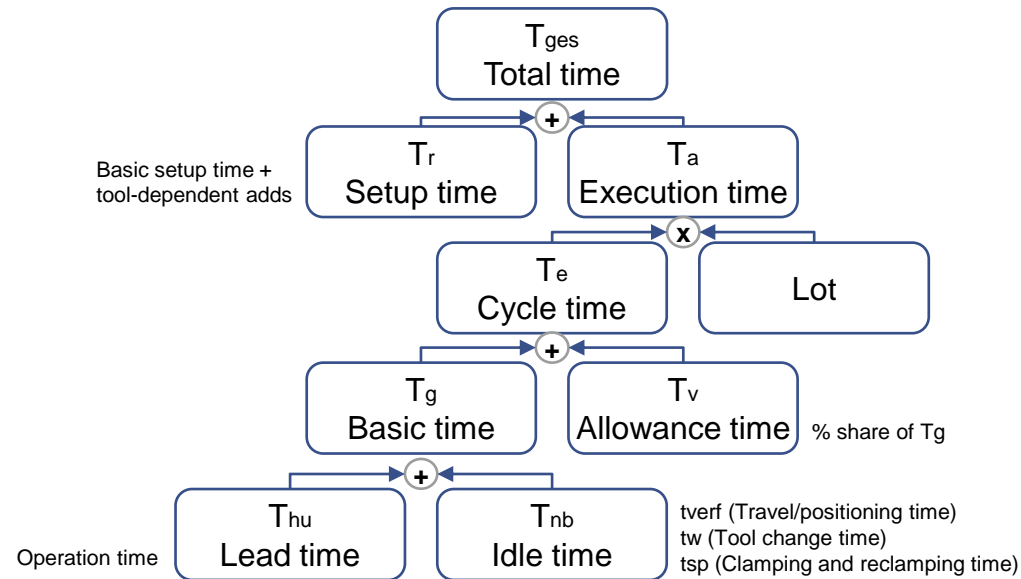 Tges
Total time
+
Tr
Setup time
Basic setup time +
tool-dependent adds
Ta
Execution time
x
Te
Cycle time
Lot
+
Tg
Basic time
Tv
Allowance time
% share of Tg
+
Thu
Lead time
Operation time
Tnb
Idle time
tverf (Travel/positioning time)
tw (Tool change time)
tsp (Clamping and reclamping time)